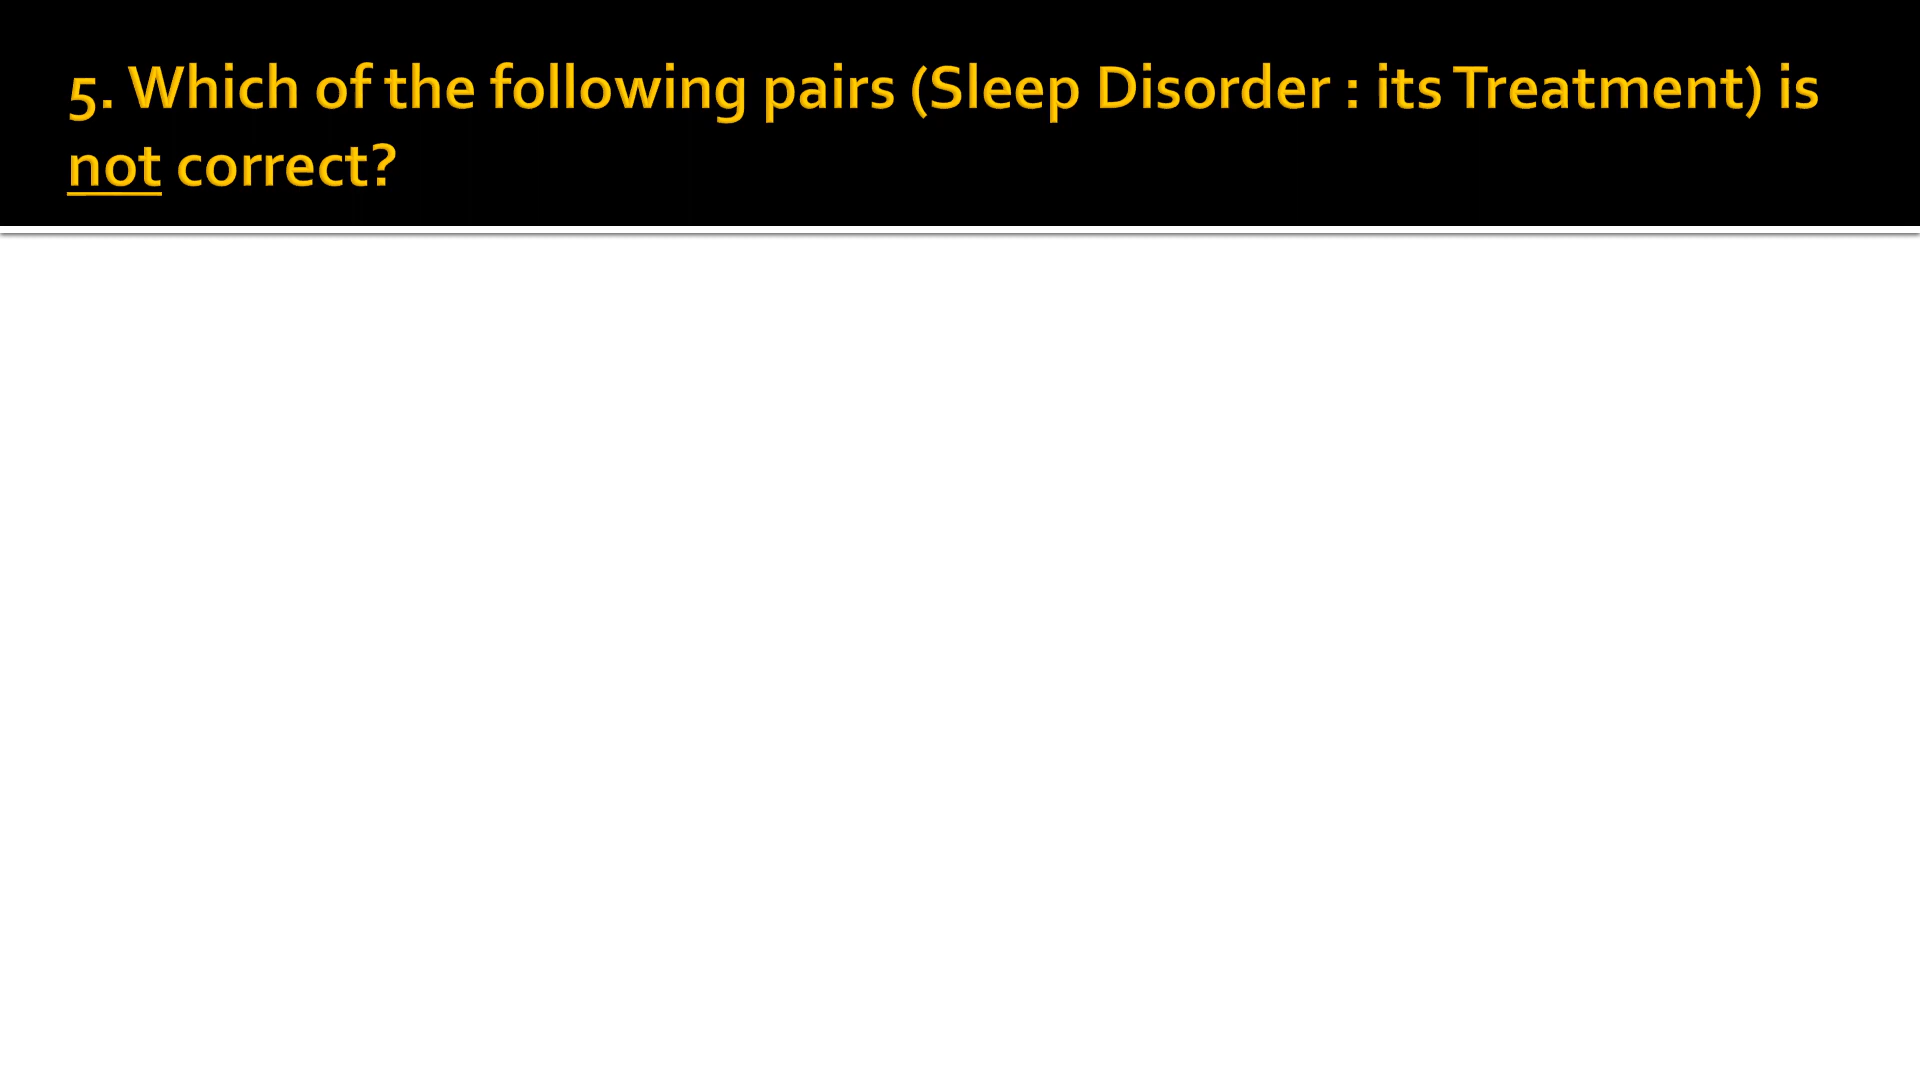 5. Which of the following pairs (Sleep Disorder : its Treatment) is
not correct?